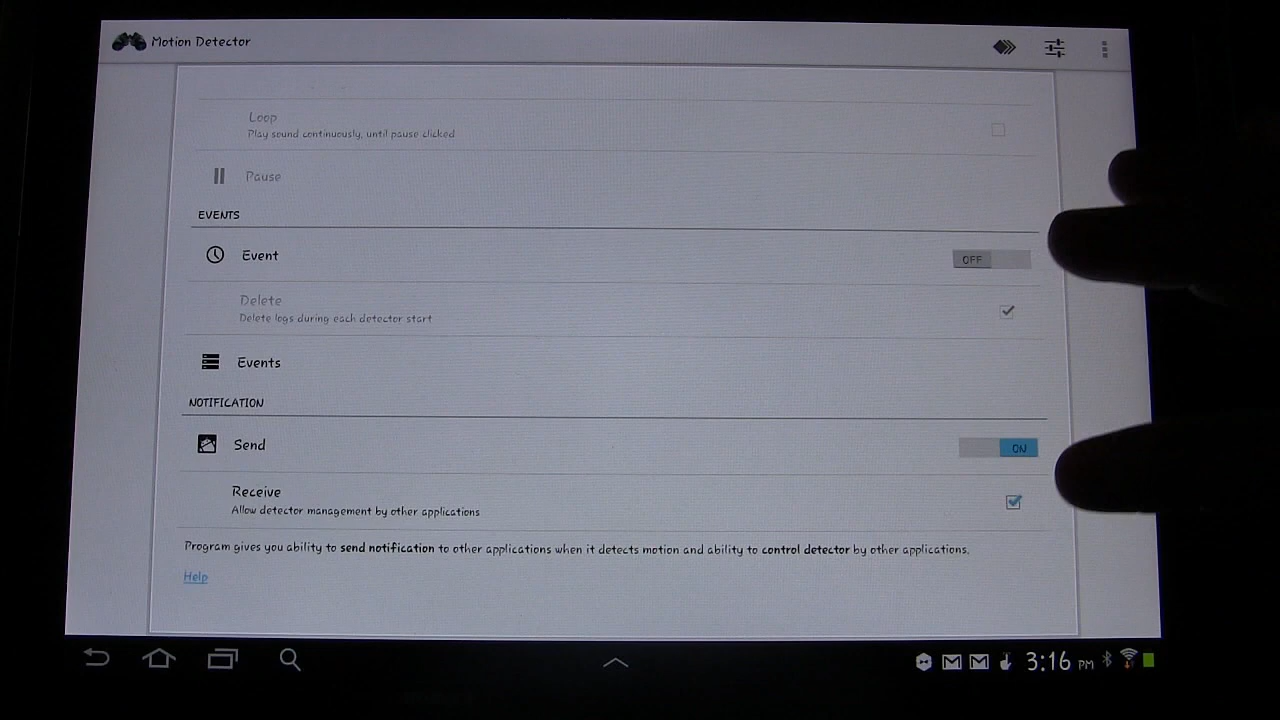 Motion Detector
Loop
Play sound continuously, until pause clicked
Pause
EVENTS
Event
OFF
Delete
Delete logs during each detector start
Events
NOTIFICATION
Send
ON
Receive
Allow detector management by other applications
Program gives you ability to send notification to other applications when it detects motion and ability to control detector by other applications.
Help
3:16 PM